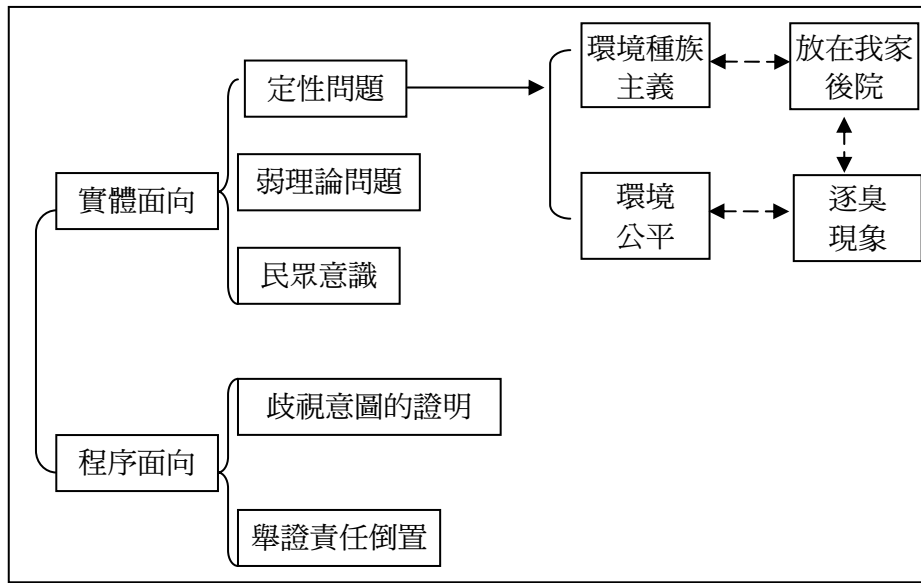 環境種族
主義
放在我家
後院
定性問題
弱理論問題
實體面向
環境
公平
逐臭
現象
民眾意識
歧視意圖的證明
程序面向
舉證責任倒置